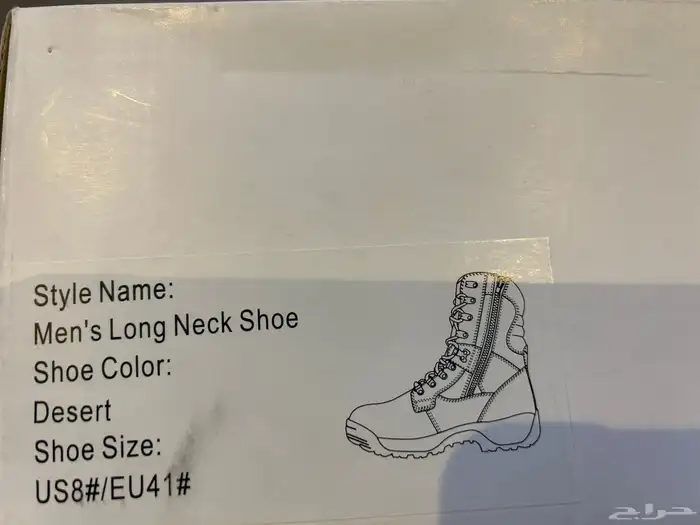 Style Name:
Men's Long Neck Shoe
Shoe Color:
Desert
Shoe Size:
US8#/EU41#
حراج